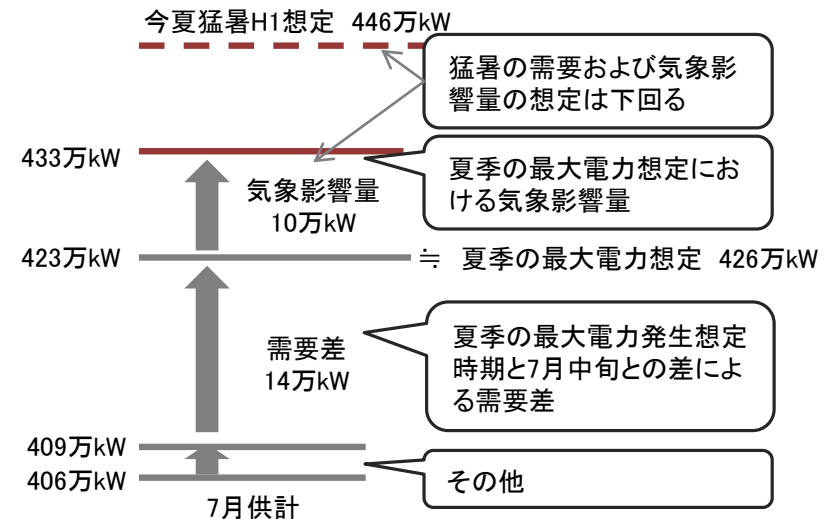 今夏猛暑H1想定 446万kW
猛暑の需要および気象影
響量の想定は下回る
433万kW
夏季の最大電力想定にお
ける気象影響量
気象影響量
10万kW
423万kW
≒ 夏季の最大電力想定 426万kW
需要差
14万kW
夏季の最大電力発生想定
時期と7月中旬との差によ
る需要差
409万kW
406万kW
その他
7月供計